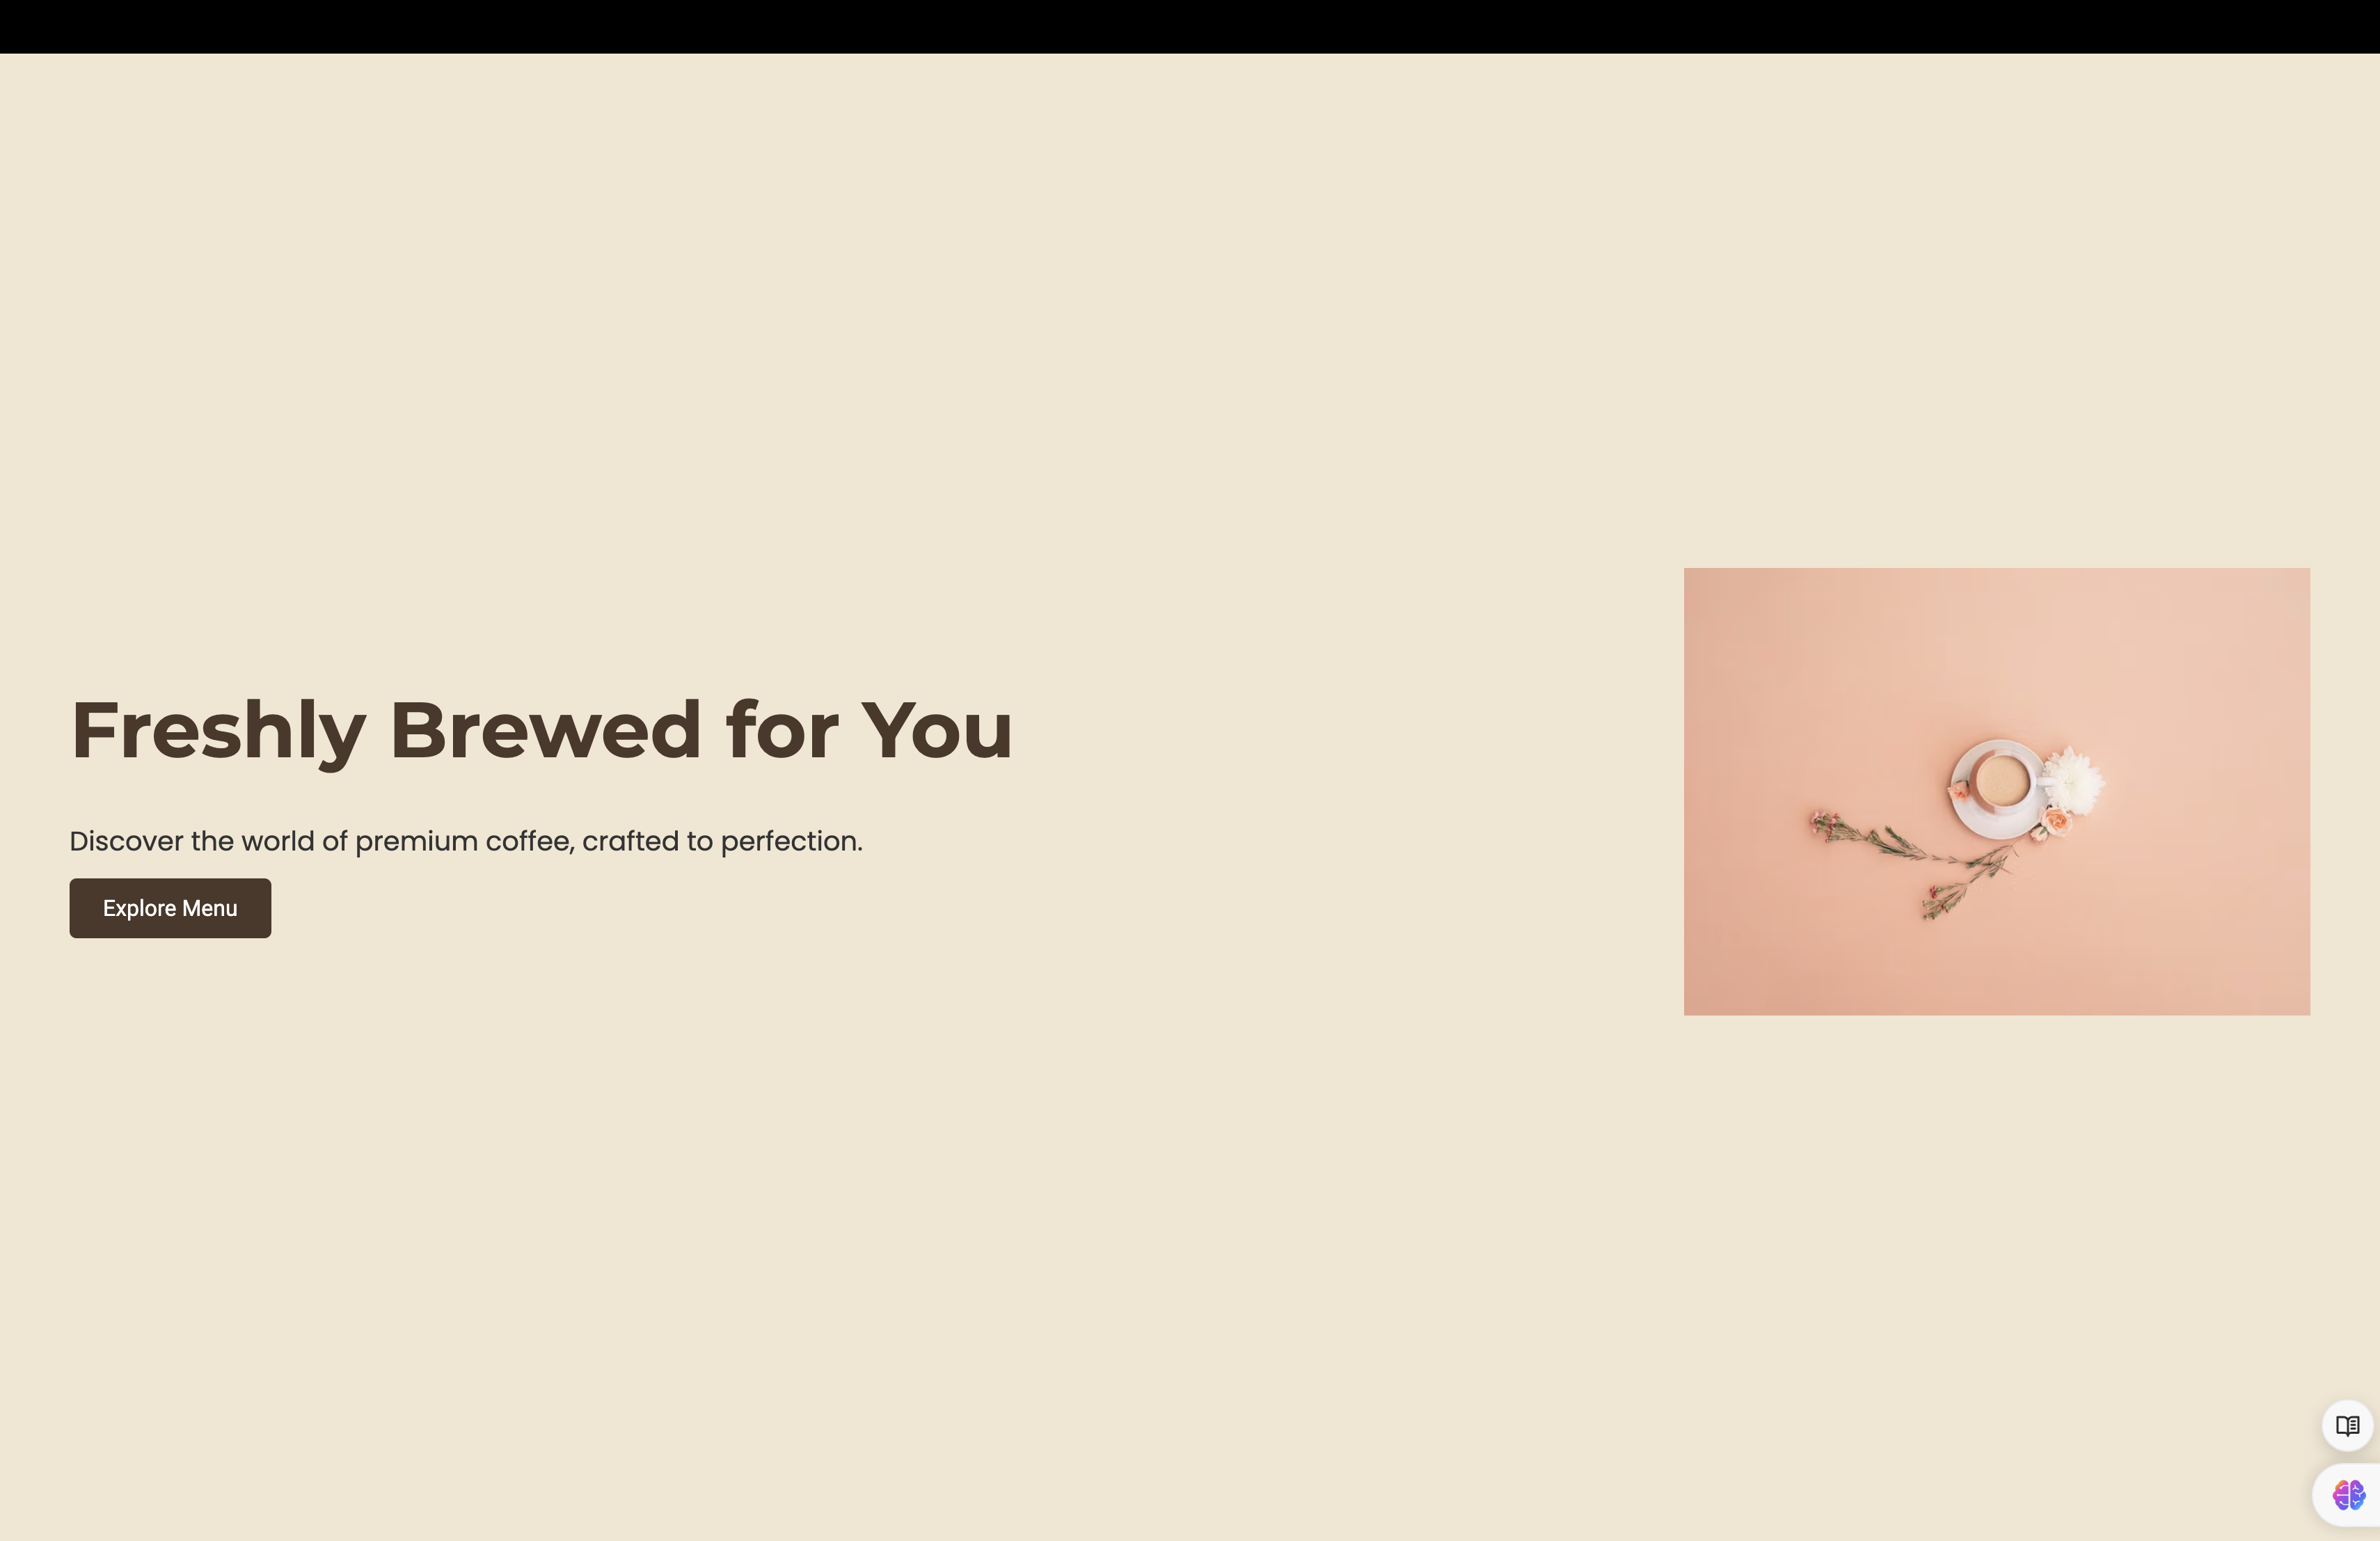 Freshly Brewed for You
Discover the world of premium coffee, crafted to perfection.
Explore Menu